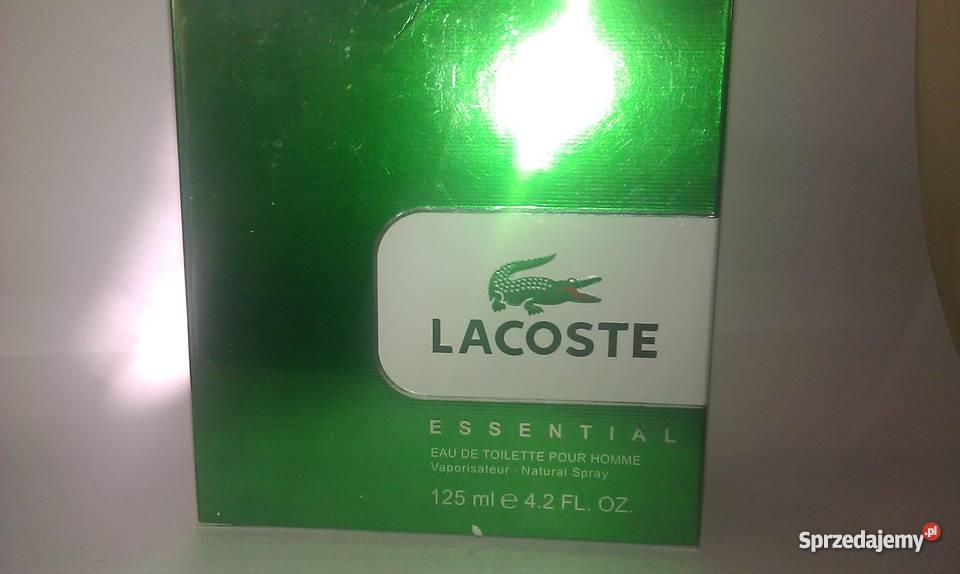 LACOSTE
ESSENTIAL
EAU DE TOILETTE POUR HOMME
Vaporisateur · Natural Spray
125 ml ℮ 4.2 FL. OZ.
Sprzedajemy.pl